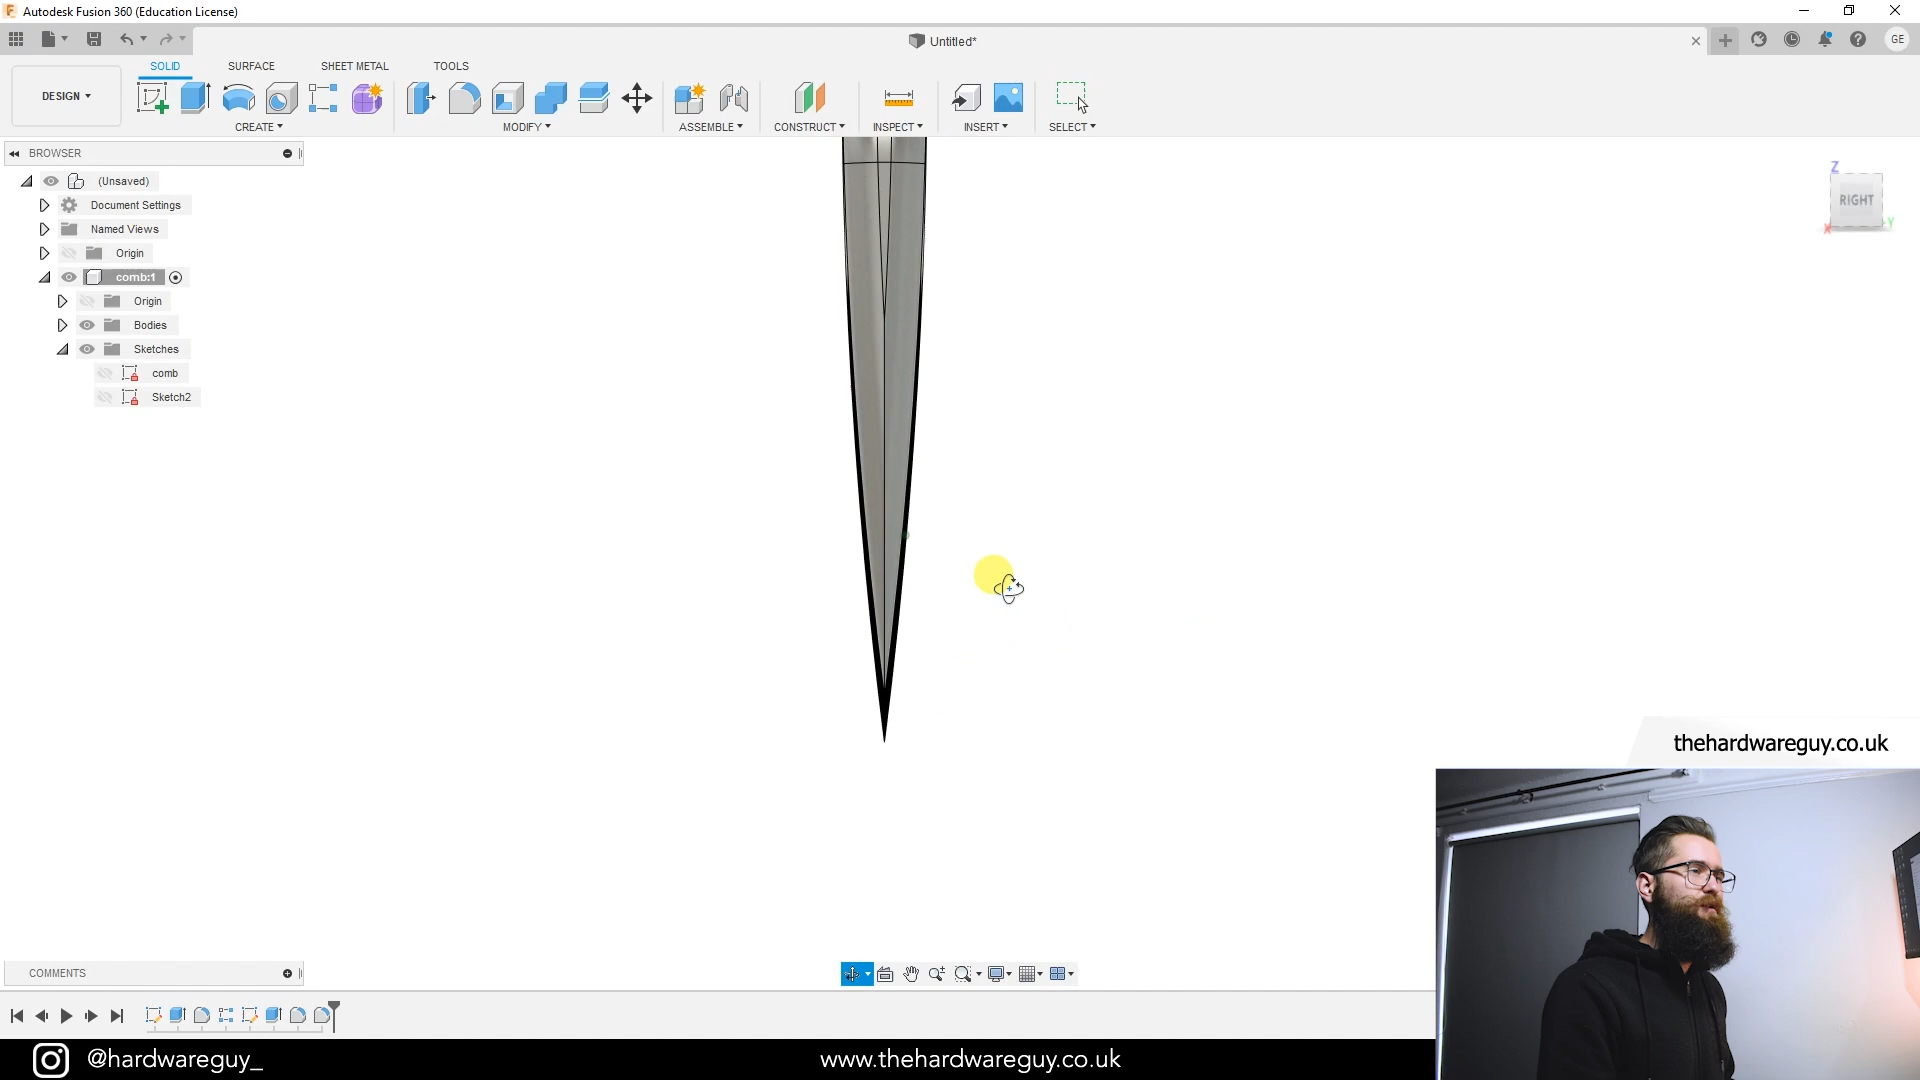 Autodesk Fusion 360 (Education License)
Untitled*
GE
DESIGN
SOLID SURFACE SHEET METAL TOOLS
CREATE MODIFY ASSEMBLE CONSTRUCT INSPECT INSERT SELECT
BROWSER
(Unsaved)
Document Settings
Named Views
Origin
comb:1
Origin
Bodies
Sketches
comb
Sketch2
Z
RIGHT
X
Y
thehardwareguy.co.uk
COMMENTS
@hardwareguy_
www.thehardwareguy.co.uk